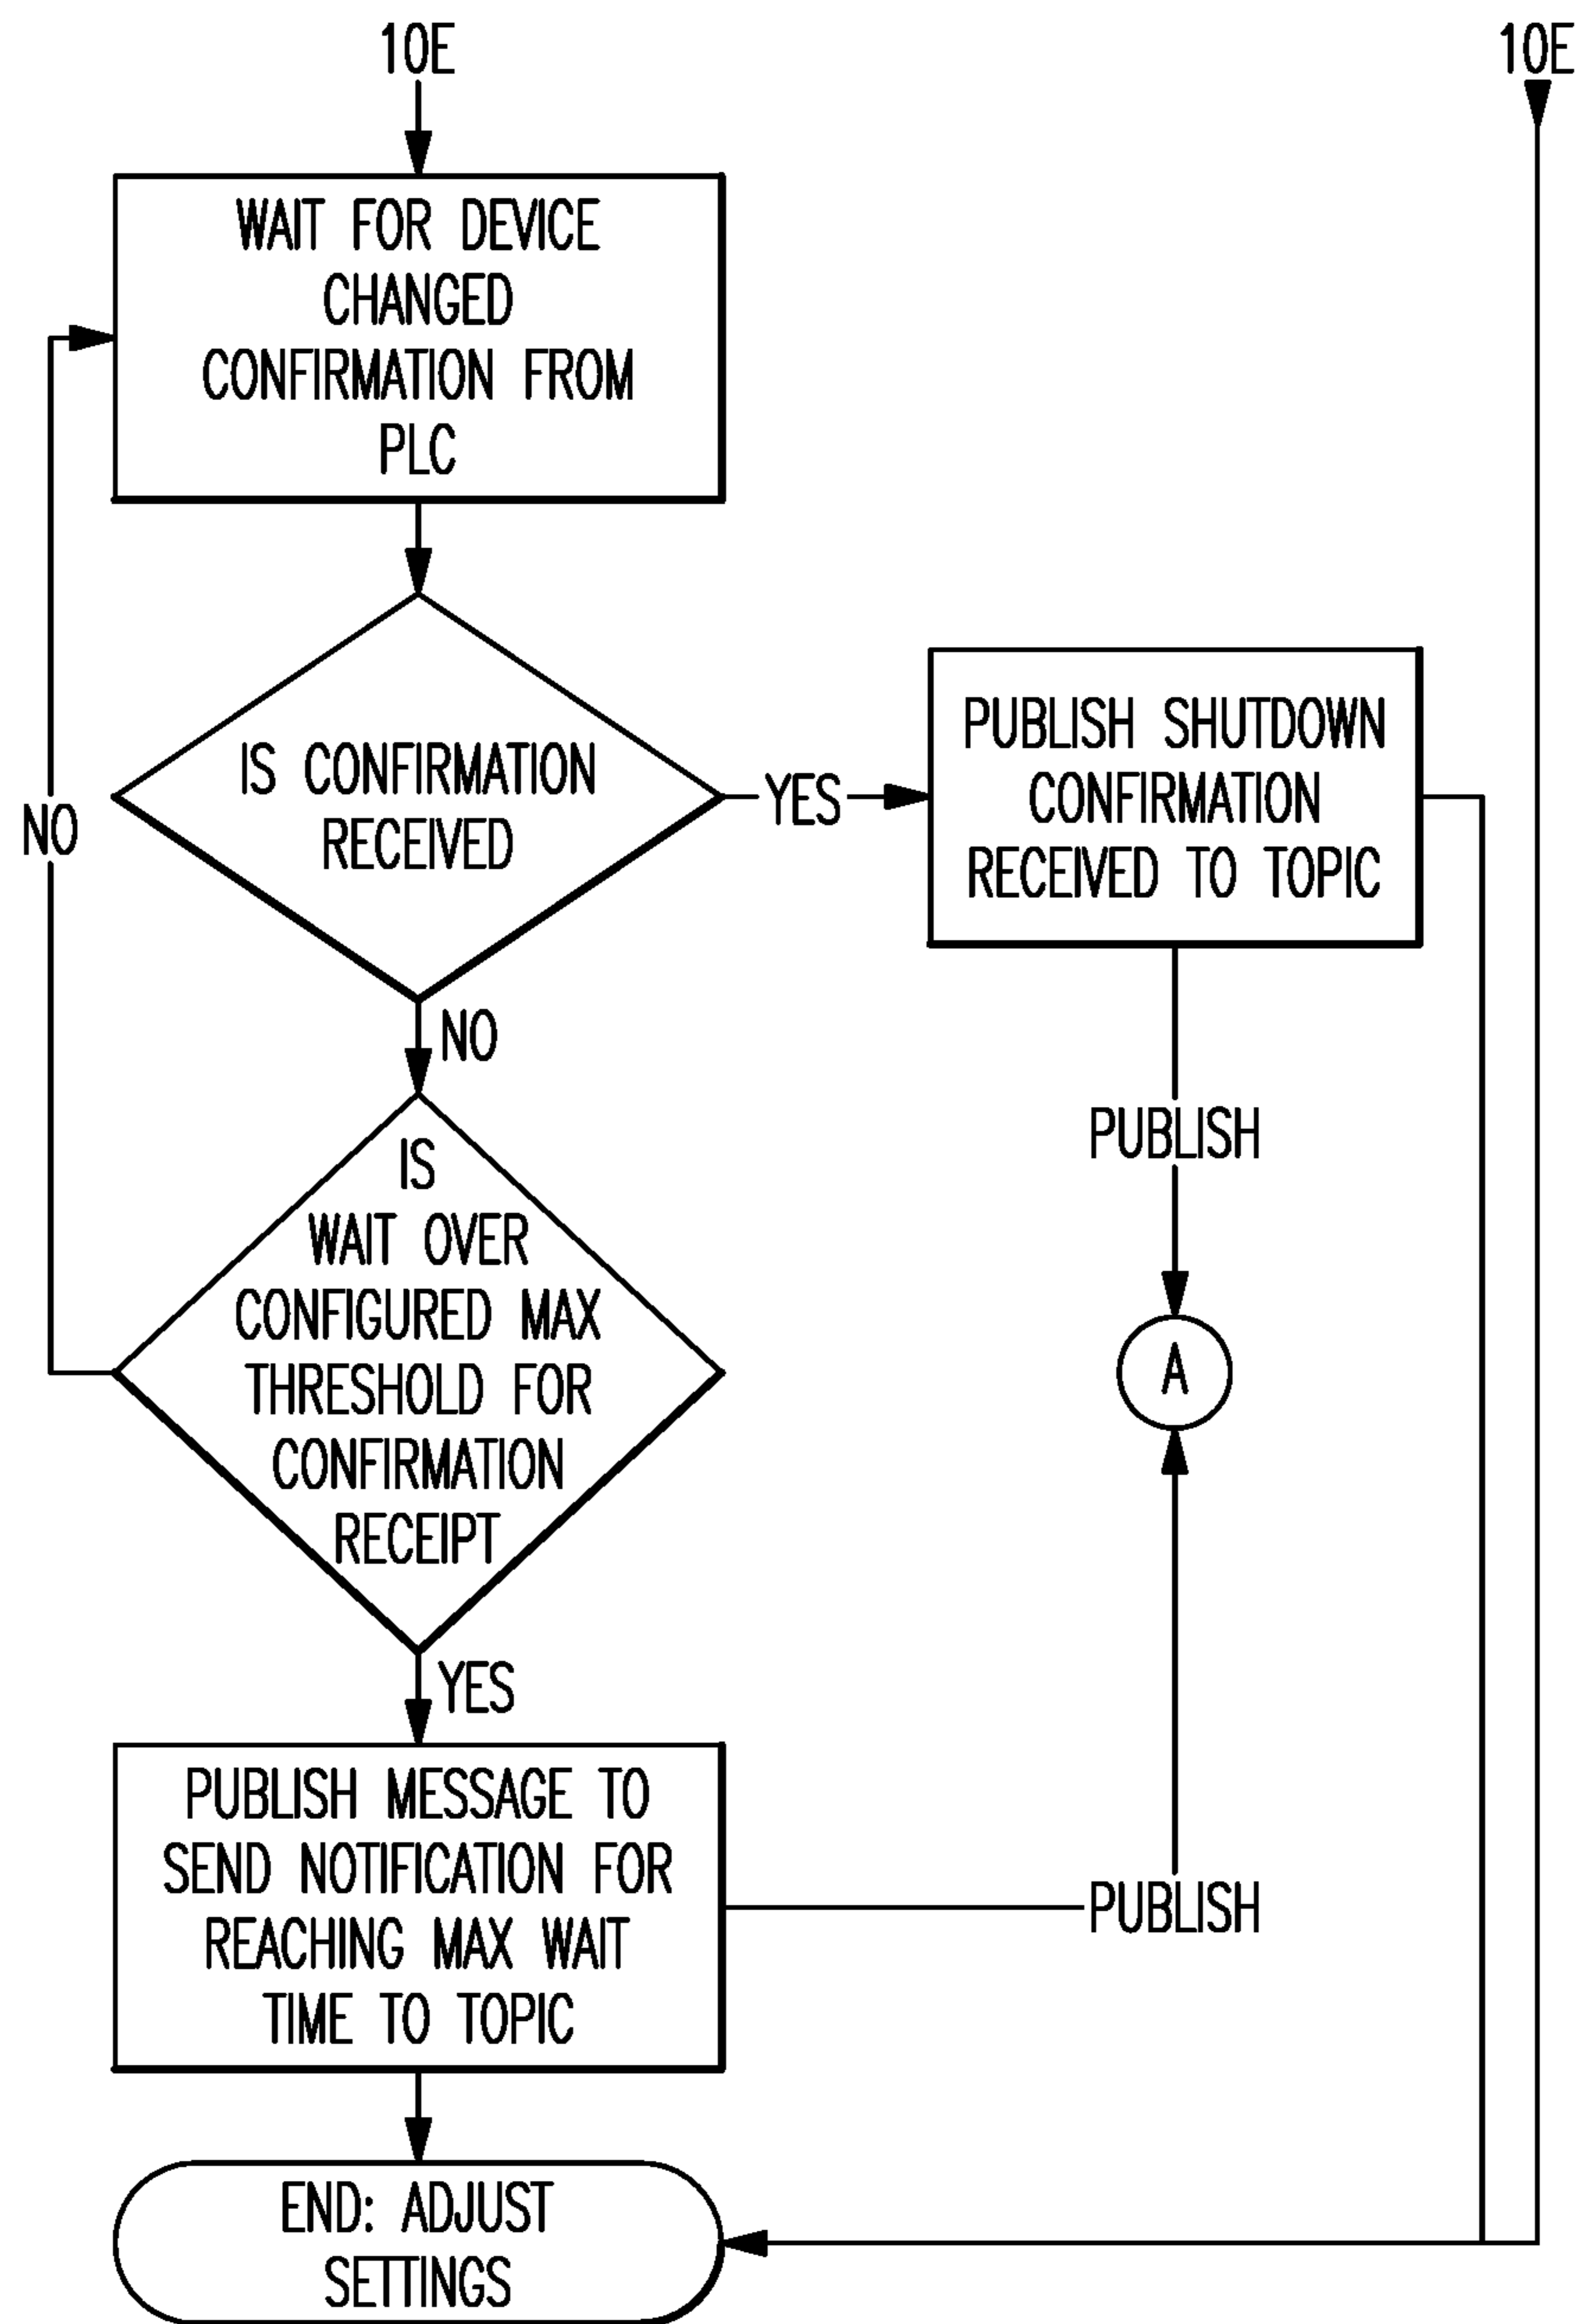 10E
10E
WAIT FOR DEVICE
CHANGED
CONFIRMATION FROM
PLC
IS CONFIRMATION
RECEIVED
YES
PUBLISH SHUTDOWN
CONFIRMATION
RECEIVED TO TOPIC
NO
NO
PUBLISH
IS
WAIT OVER
CONFIGURED MAX
THRESHOLD FOR
CONFIRMATION
RECEIPT
A
YES
PUBLISH MESSAGE TO
SEND NOTIFICATION FOR
REACHING MAX WAIT
TIME TO TOPIC
PUBLISH
END: ADJUST
SETTINGS